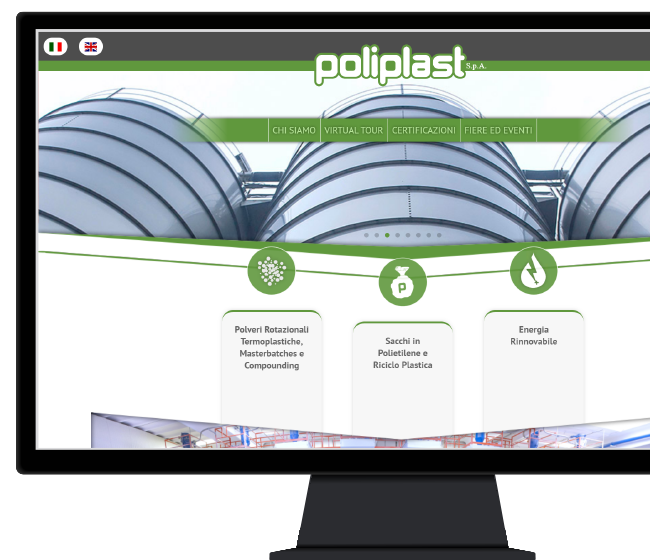 poliplast S.p.A.
CHI SIAMO VIRTUAL TOUR CERTIFICAZIONI FIERE ED EVENTI
P
Polveri Rotazionali
Termoplastiche,
Masterbatches e
Compounding
Sacchi in
Polietilene e
Riciclo Plastica
Energia
Rinnovabile